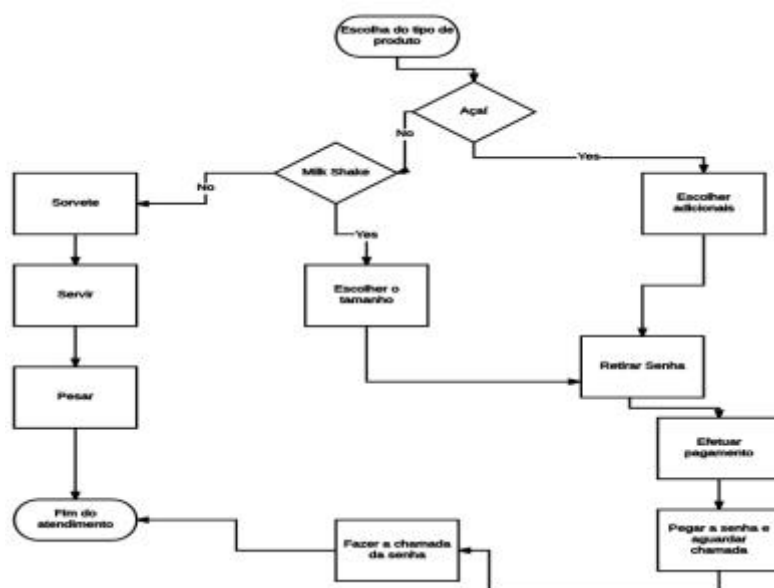 Escolha do tipo de
produto
Açaí
No
Yes
Milk Shake
No
Yes
Sorvete
Escolher
adicionais
Servir
Escolher o
tamanho
Retirar Senha
Pesar
Efetuar
pagamento
Fim do
atendimento
Fazer a chamada
da senha
Pegar a senha e
aguardar
chamada